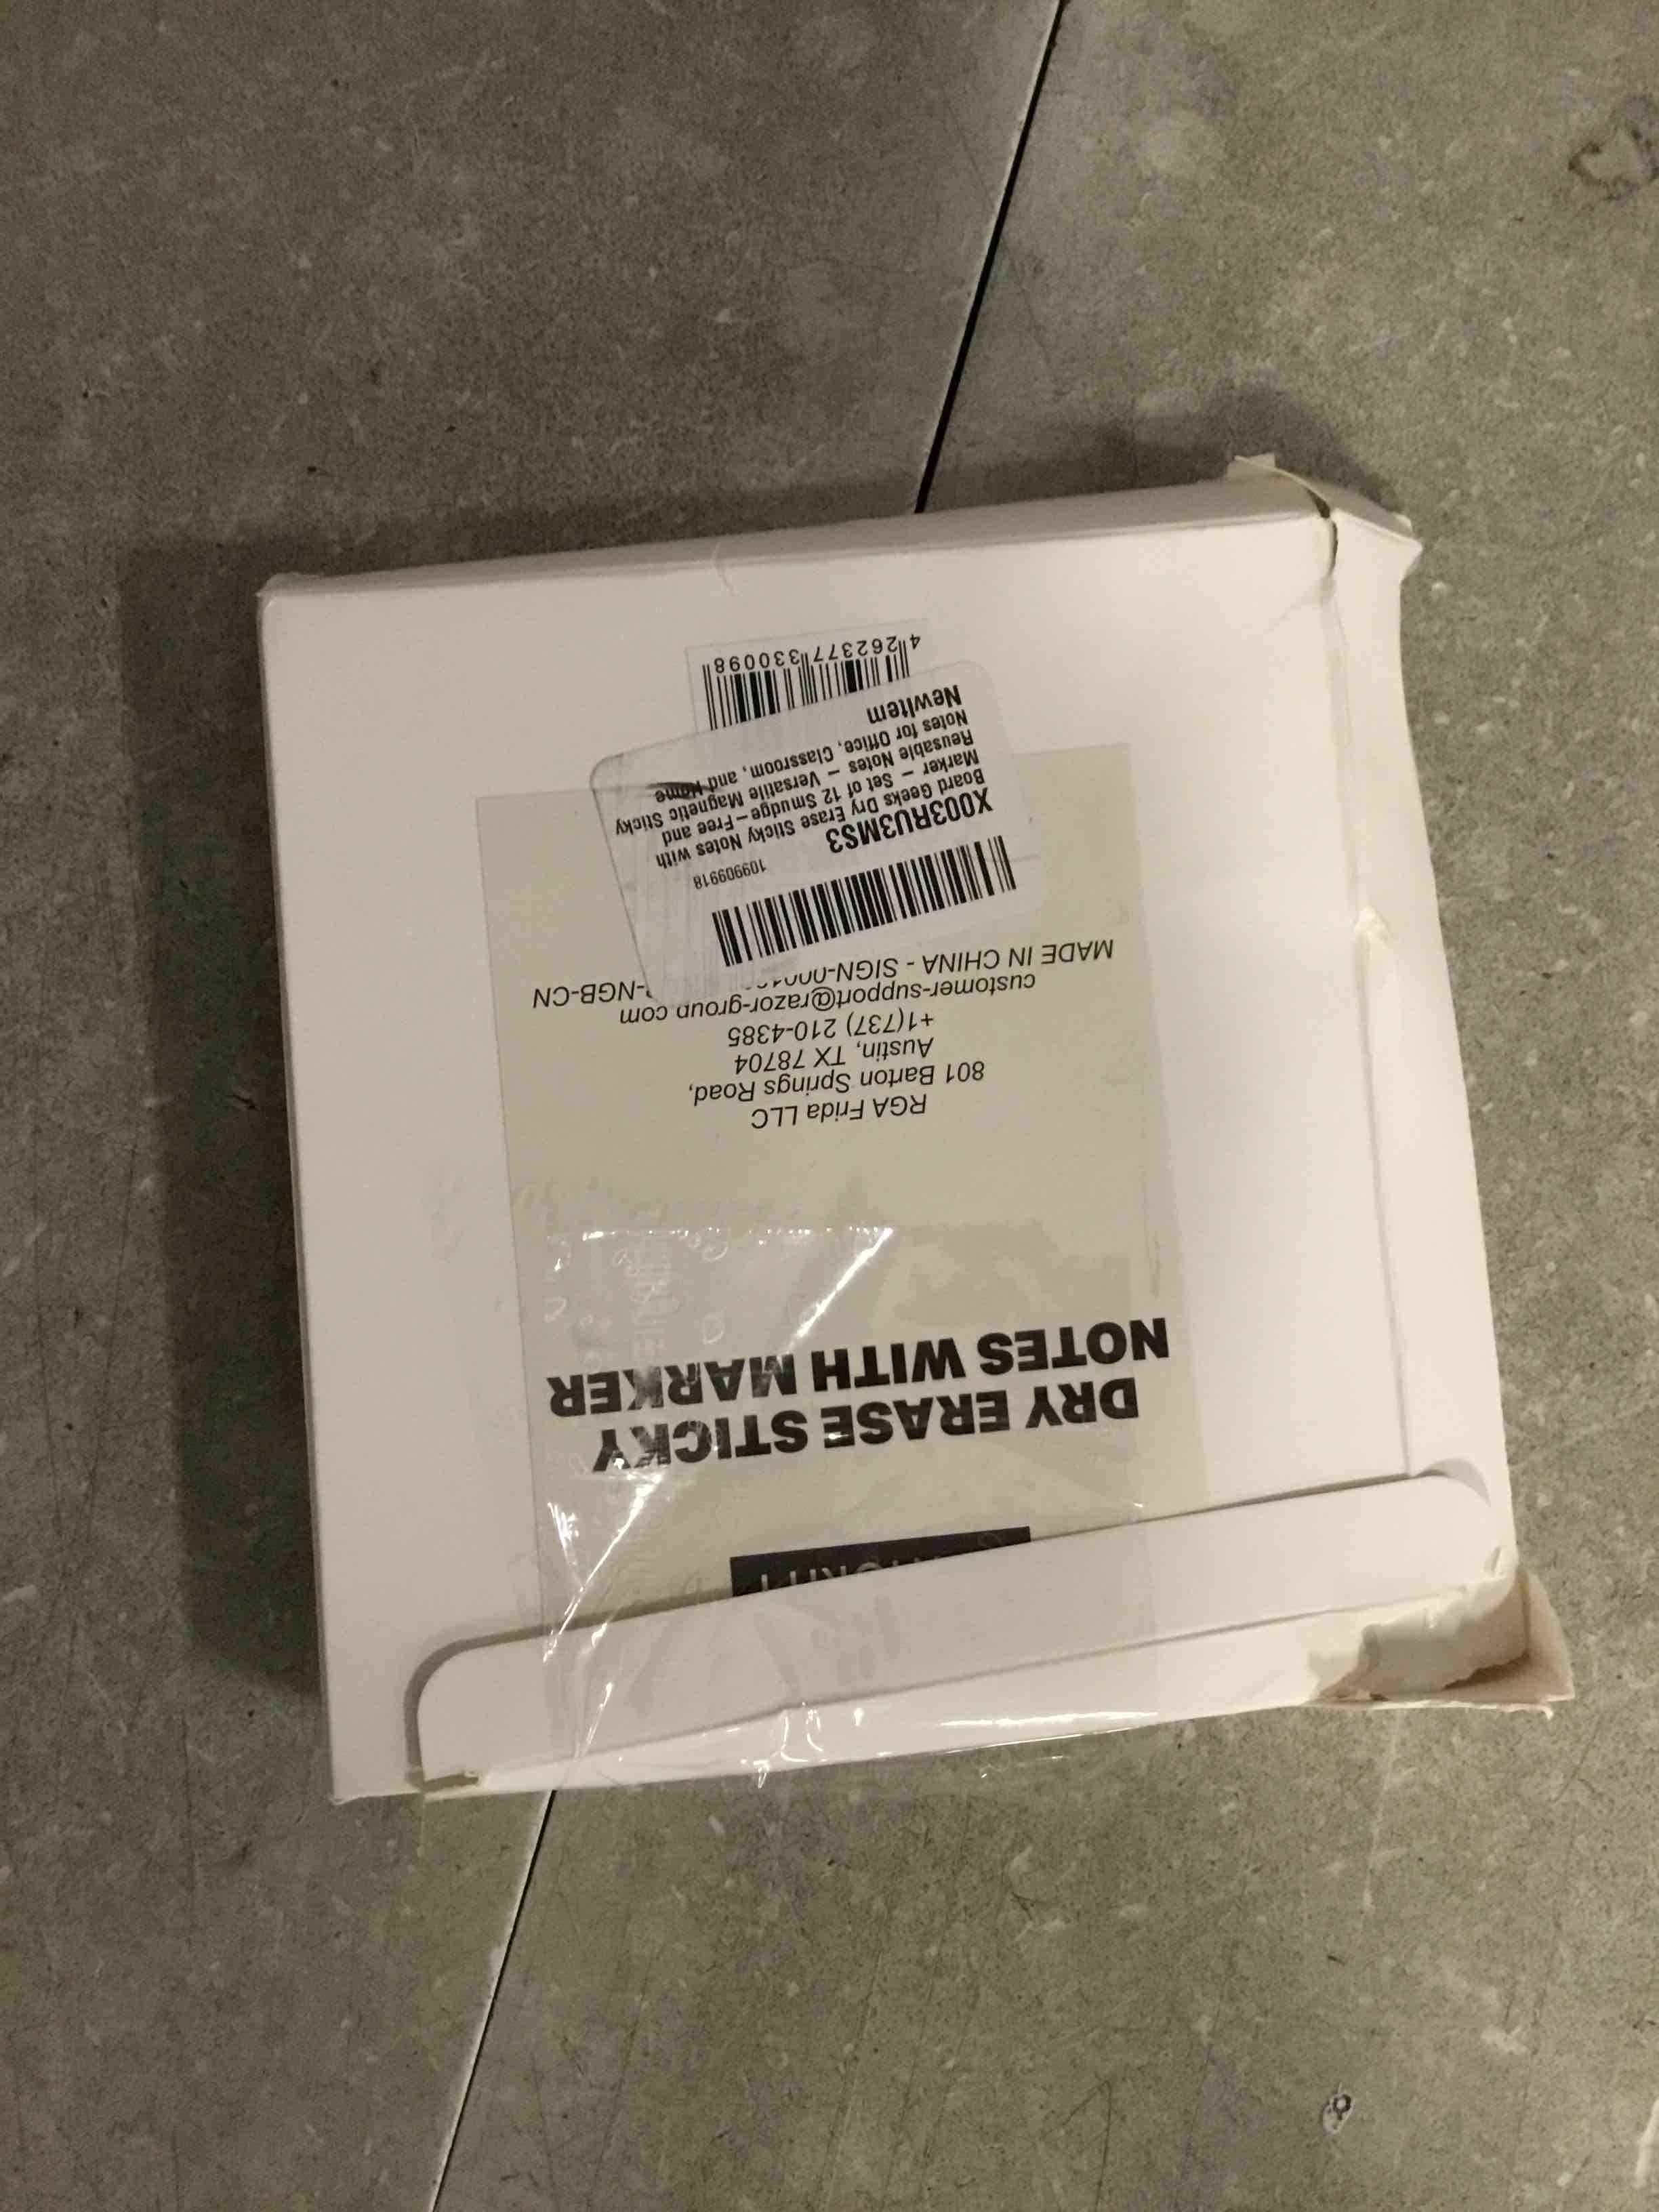 DRY ERASE STICKY
NOTES WITH MARKER
RGA Frida LLC
801 Barton Springs Road,
Austin, TX 78704
+1(737) 210-4385
customer-support@razor-group.com
MADE IN CHINA - SIGN-NGB-CN
109909918
X003RU3MS3
Board Geeks Dry Erase Sticky Notes with
Marker – Set of 12 Smudge-Free and
Reusable Notes – Versatile Magnetic Sticky
Notes for Office, Classroom, and Home
NewItem
4 262377 330098